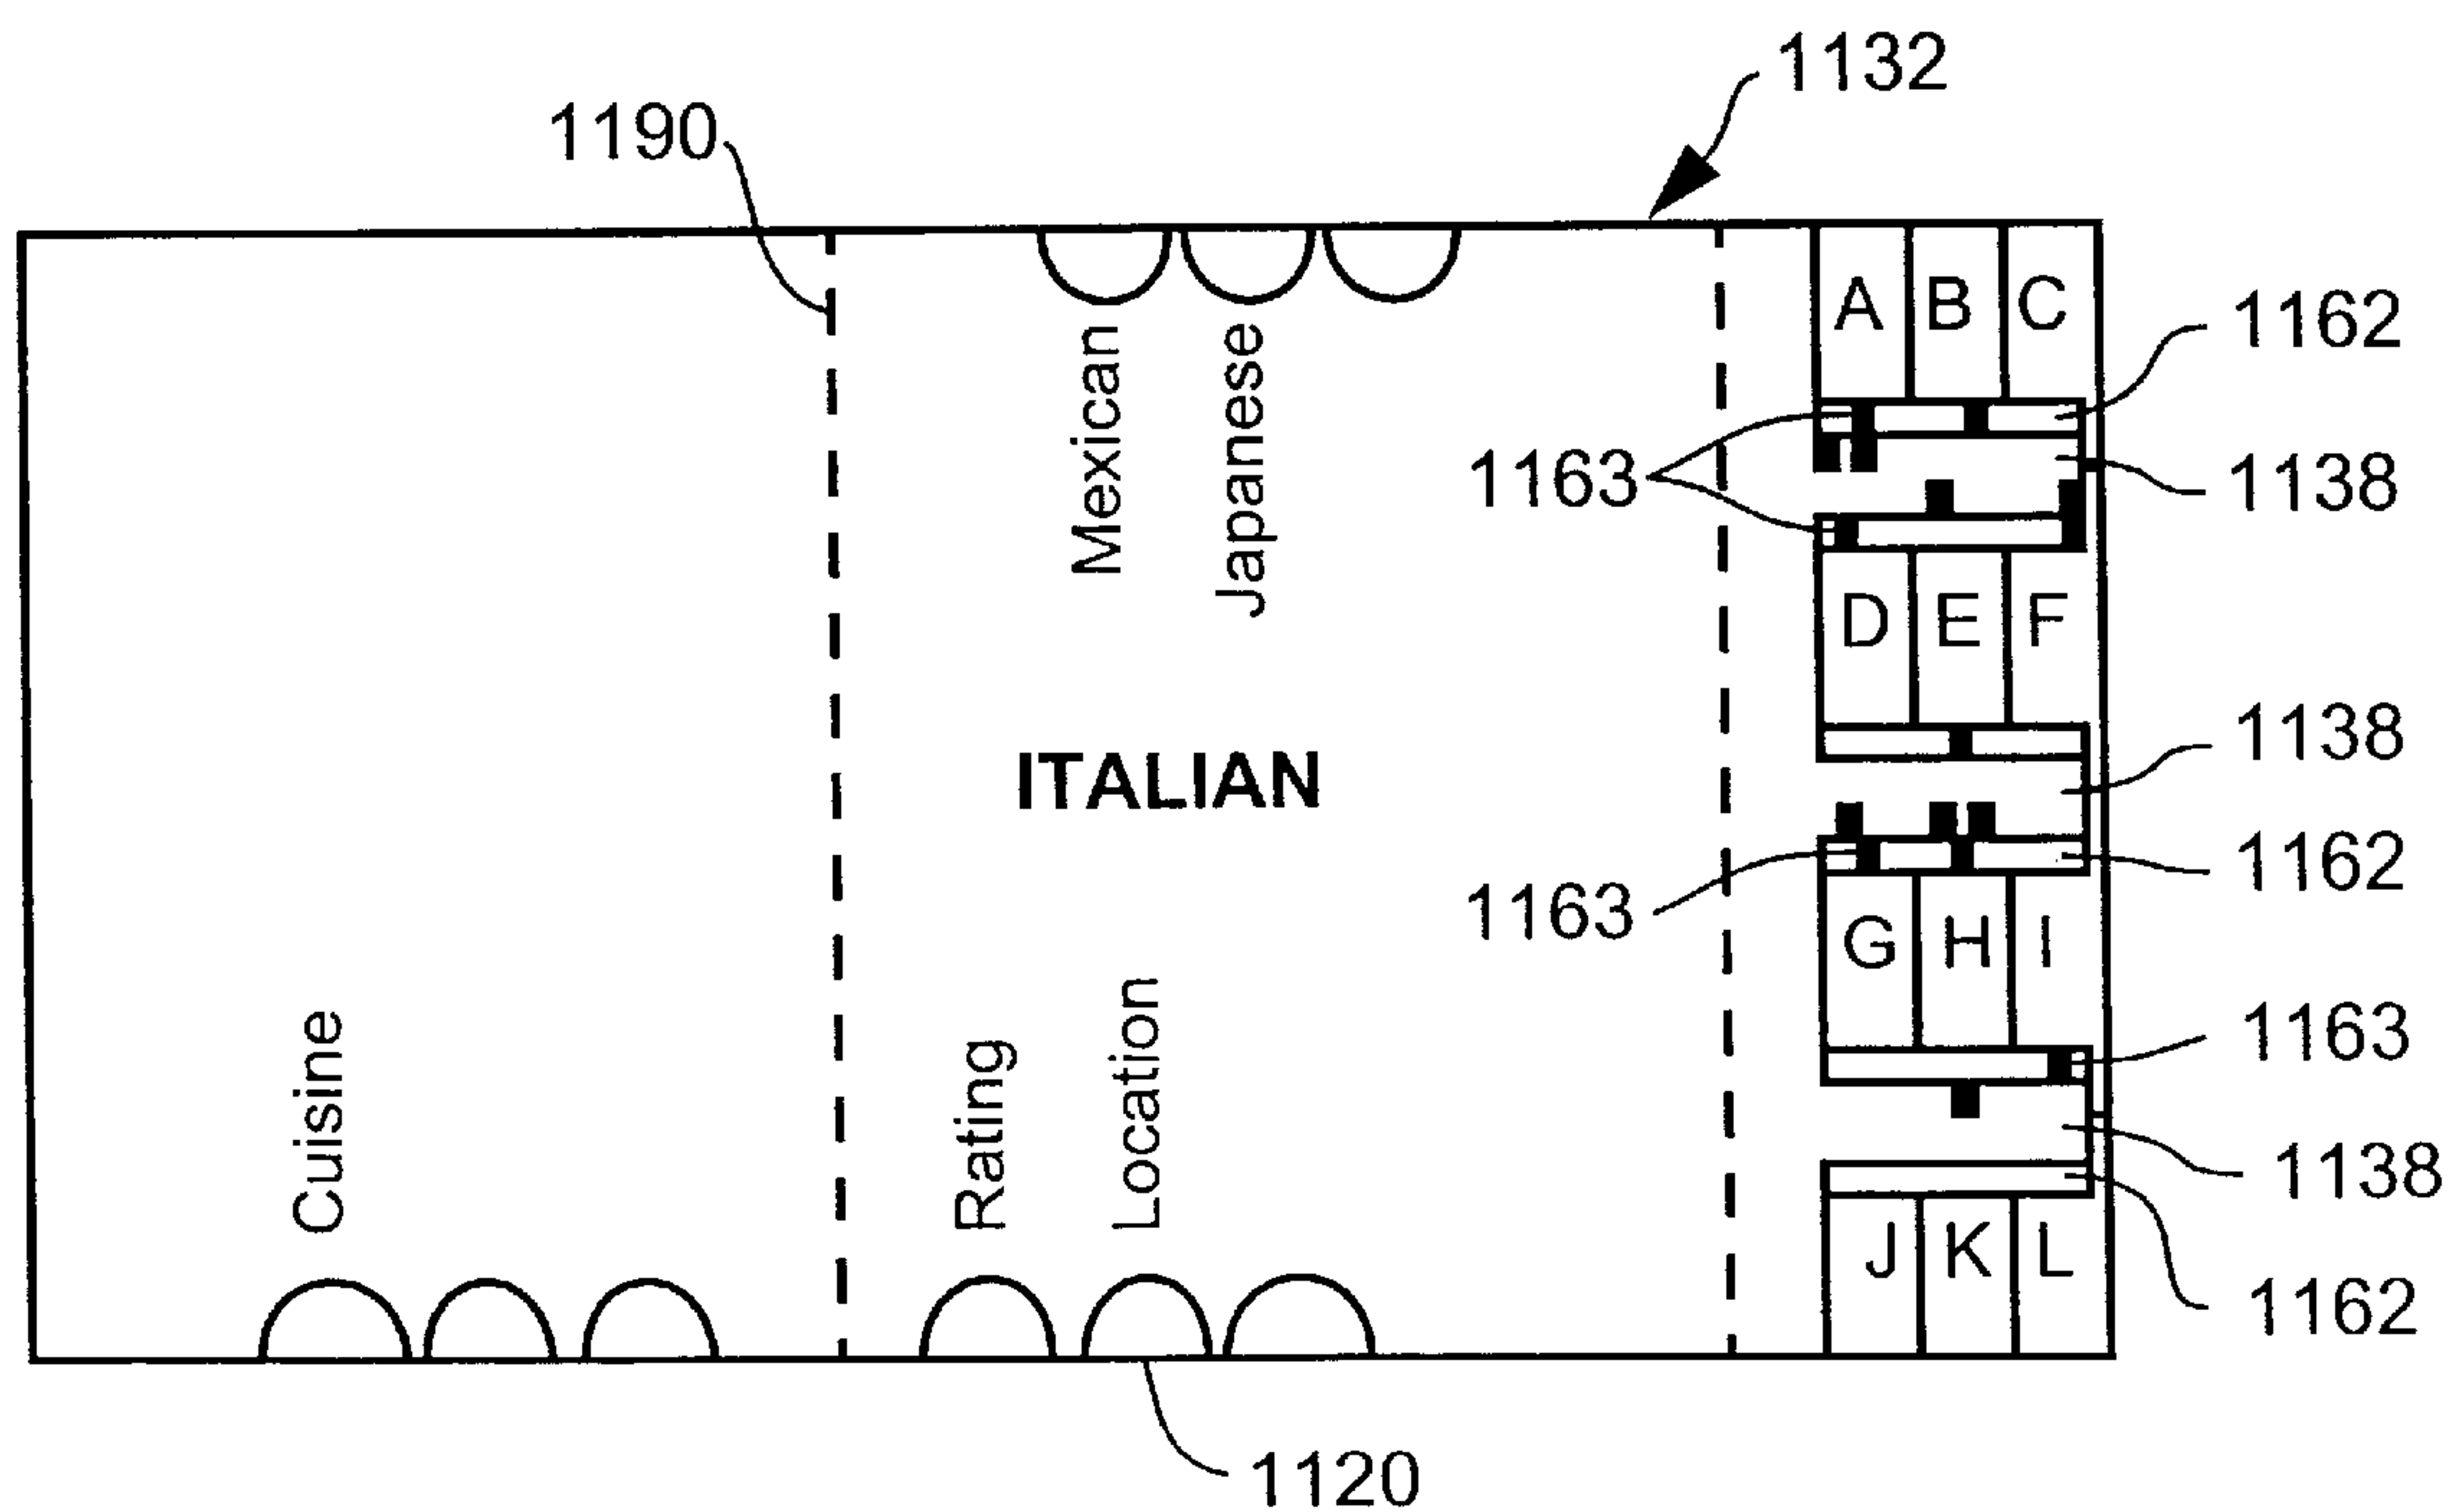 1132
1190
A B C
1162
Mexican
Japanese
1163
1138
D E F
1138
ITALIAN
1162
1163
G H I
Cuisine
Rating
Location
1163
1138
J K L
1162
1120